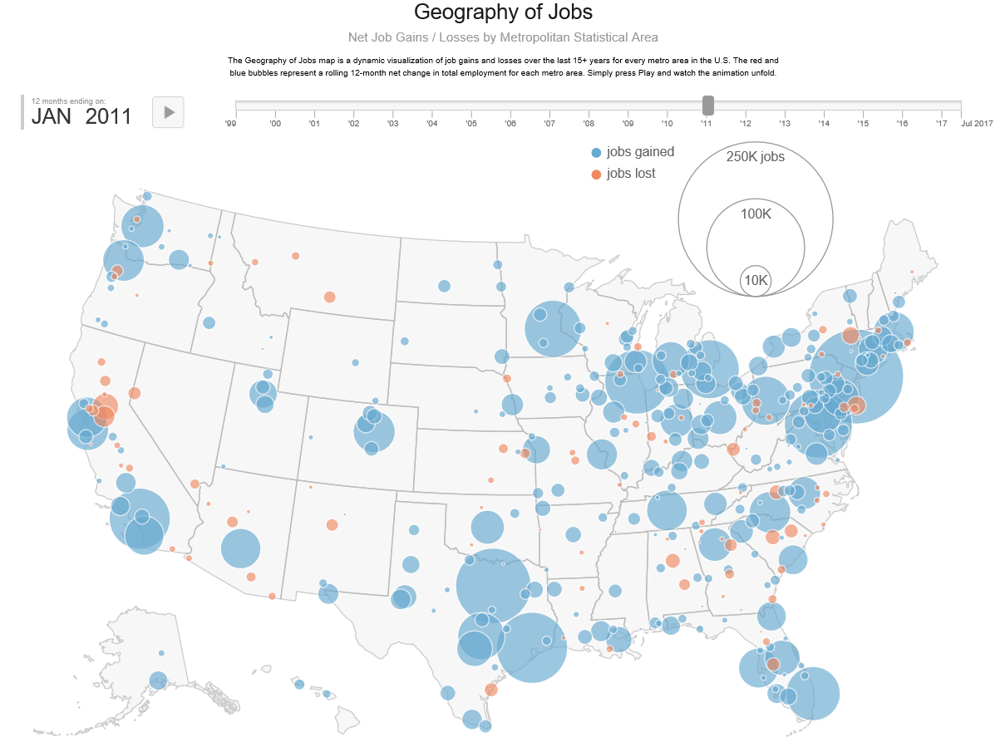 Geography of Jobs
Net Job Gains / Losses by Metropolitan Statistical Area
The Geography of Jobs map is a dynamic visualization of job gains and losses over the last 15+ years for every metro area in the U.S. The red and
blue bubbles represent a rolling 12-month net change in total employment for each metro area. Simply press Play and watch the animation unfold.
12 months ending on:
JAN 2011
'99 '00 '01 '02 '03 '04 '05 '06 '07 '08 '09 '10 '11 '12 '13 '14 '15 '16 '17 Jul 2017
jobs gained
jobs lost
250K jobs
100K
10K